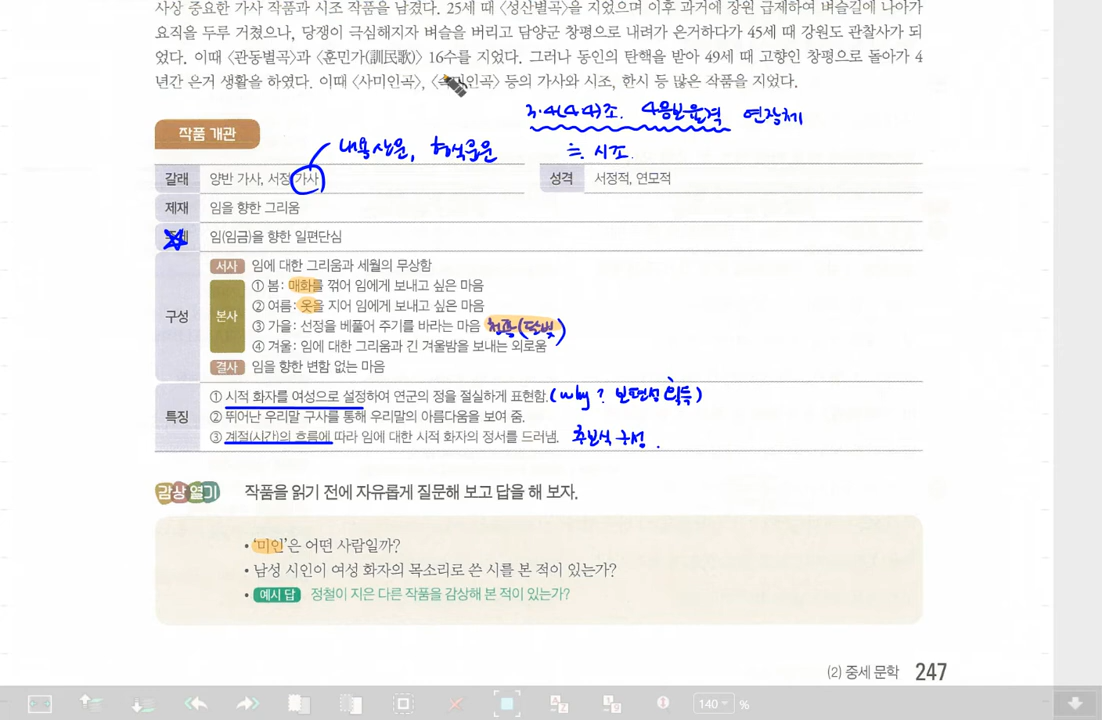 사상 중요한 가사 작품과 시조 작품을 남겼다. 25세 때 〈성산별곡〉을 지었으며 이후 과거에 장원 급제하여 벼슬길에 나아가
요직을 두루 거쳤으나, 당쟁이 극심해지자 벼슬을 버리고 담양군 창평으로 내려가 은거하다가 45세 때 강원도 관찰사가 되
었다. 이때 〈관동별곡〉과 〈훈민가(訓民歌)〉 16수를 지었다. 그러나 동인의 탄핵을 받아 49세 때 고향인 창평으로 돌아가 4
년간 은거 생활을 하였다. 이때 〈사미인곡〉, 〈속미인곡〉 등의 가사와 시조, 한시 등 많은 작품을 지었다.
3·4(4·4)조. 4음보 율격 연장체
작품 개관
내용 산문, 형식 운문
≒ 시조.
갈래 양반 가사, 서정 가사 성격 서정적, 연모적
제재 임을 향한 그리움
임(임금)을 향한 일편단심
서사 임에 대한 그리움과 세월의 무상함
① 봄: 매화를 꺾어 임에게 보내고 싶은 마음
② 여름: 옷을 지어 임에게 보내고 싶은 마음
구성 본사
③ 가을: 선정을 베풀어 주기를 바라는 마음 청광(달빛)
④ 겨울: 임에 대한 그리움과 긴 겨울밤을 보내는 외로움
결사 임을 향한 변함 없는 마음
① 시적 화자를 여성으로 설정하여 연군의 정을 절실하게 표현함. (why? 보편성 획득)
특징 ② 뛰어난 우리말 구사를 통해 우리말의 아름다움을 보여 줌.
③ 계절(시간)의 흐름에 따라 임에 대한 시적 화자의 정서를 드러냄. 추보식 구성.
감상 열기 작품을 읽기 전에 자유롭게 질문해 보고 답을 해 보자.
• '미인'은 어떤 사람일까?
• 남성 시인이 여성 화자의 목소리로 쓴 시를 본 적이 있는가?
• 예시 답 정철이 지은 다른 작품을 감상해 본 적이 있는가?
(2) 중세 문학 247
140 %